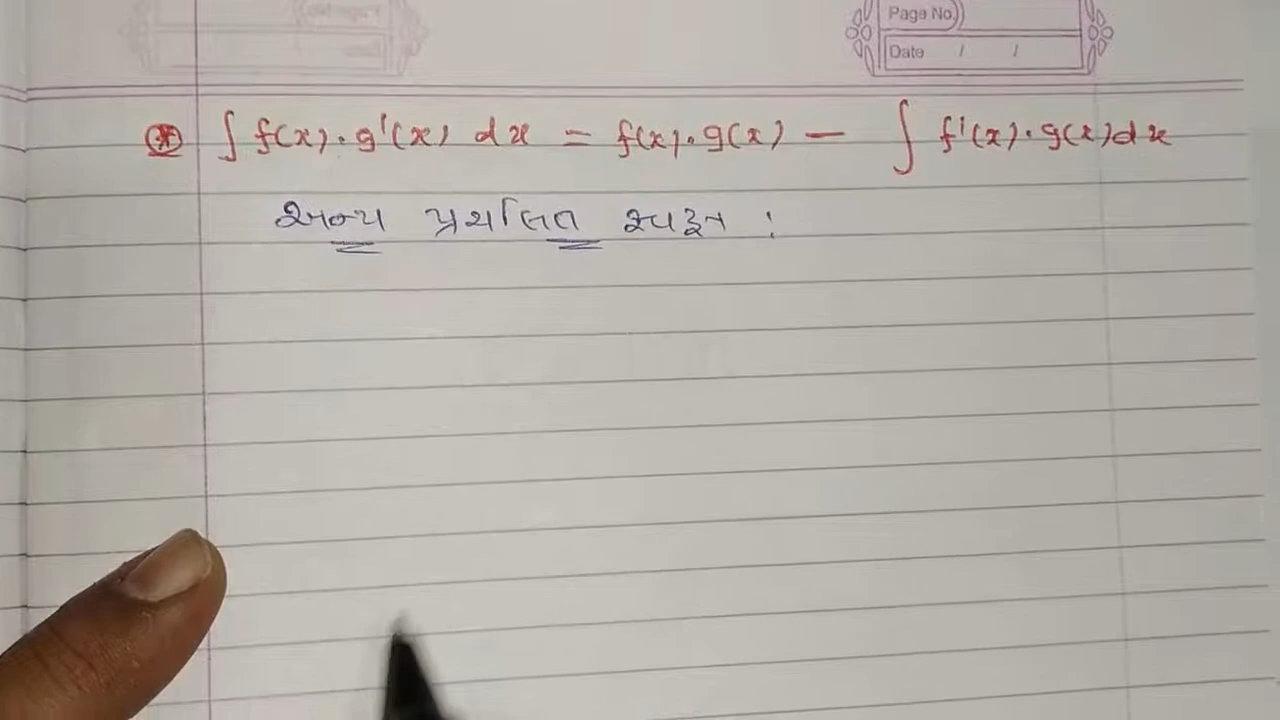 Page No.
Date / /
* ∫ f(x).g'(x) dx = f(x).g(x) - ∫ f'(x).g(x)dx
અન્ય પ્રચલિત સ્વરૂપ :